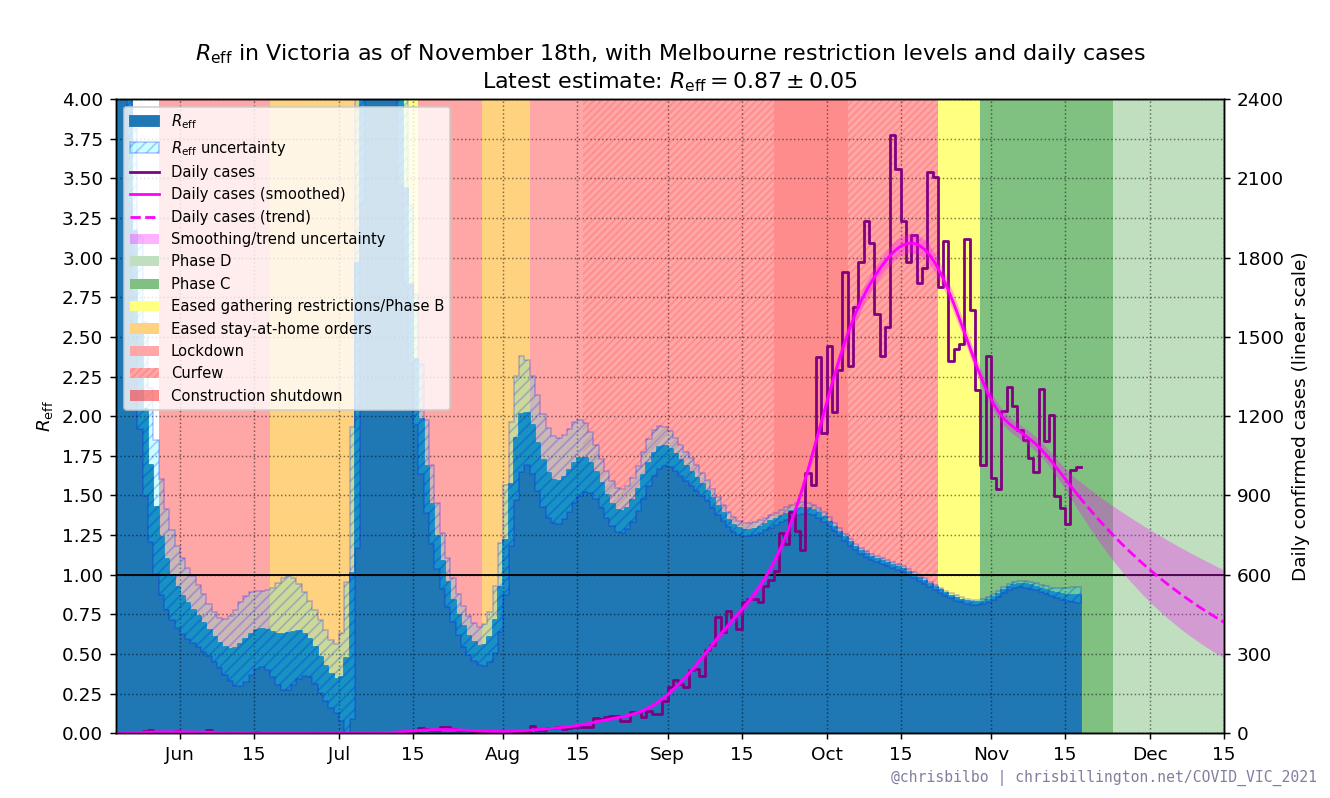 R_eff in Victoria as of November 18th, with Melbourne restriction levels and daily cases
Latest estimate: R_eff = 0.87 ± 0.05
R_eff
R_eff uncertainty
Daily cases
Daily cases (smoothed)
Daily cases (trend)
Smoothing/trend uncertainty
Phase D
Phase C
Eased gathering restrictions/Phase B
Eased stay-at-home orders
Lockdown
Curfew
Construction shutdown
R_eff
4.00
3.75
3.50
3.25
3.00
2.75
2.50
2.25
2.00
1.75
1.50
1.25
1.00
0.75
0.50
0.25
0.00
2400
2100
1800
1500
1200
900
600
300
0
Daily confirmed cases (linear scale)
Jun 15 Jul 15 Aug 15 Sep 15 Oct 15 Nov 15 Dec 15
@chrisbilbo | chrisbillington.net/COVID_VIC_2021